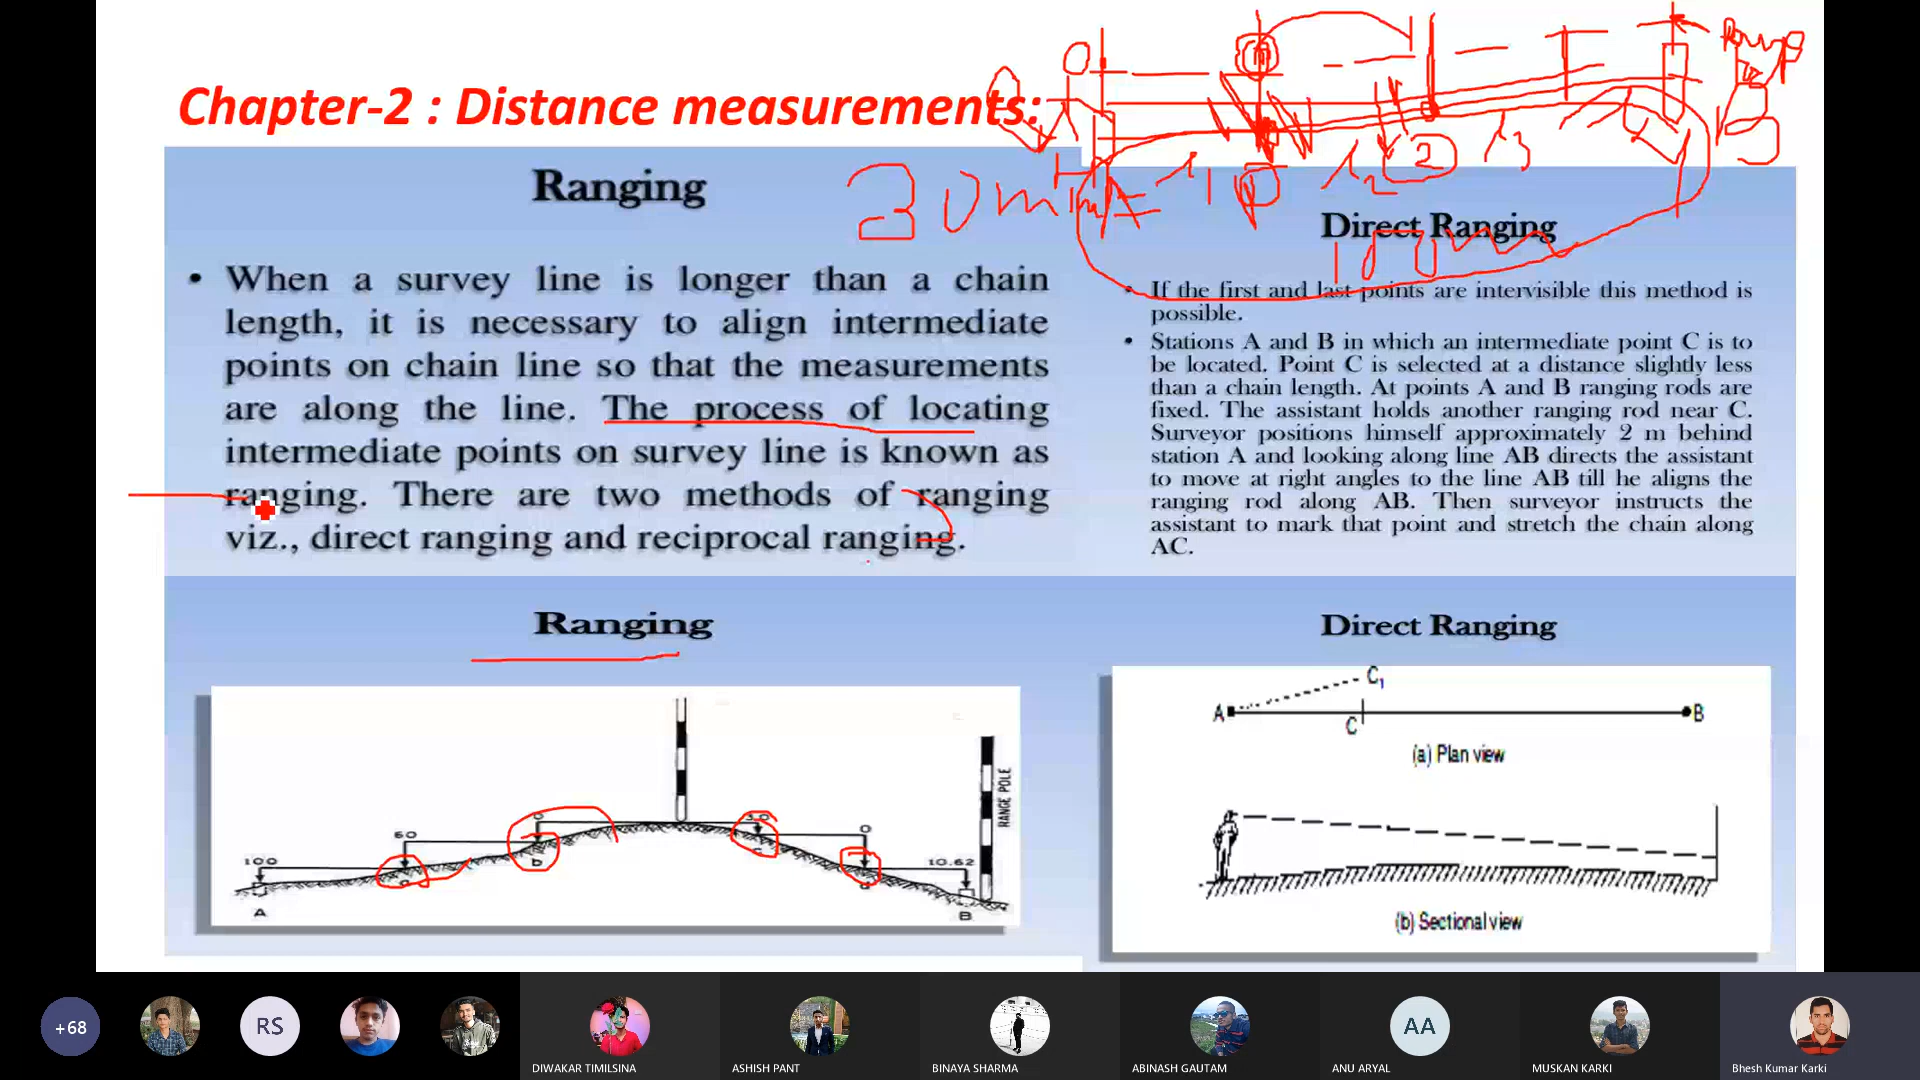 Chapter-2 : Distance measurements:
Ranging
• When a survey line is longer than a chain
length, it is necessary to align intermediate
points on chain line so that the measurements
are along the line. The process of locating
intermediate points on survey line is known as
ranging. There are two methods of ranging
viz., direct ranging and reciprocal ranging.
30m
l1
1
l2
2
l3
100m
Direct Ranging
• If the first and last points are intervisible this method is
possible.
• Stations A and B in which an intermediate point C is to
be located. Point C is selected at a distance slightly less
than a chain length. At points A and B ranging rods are
fixed. The assistant holds another ranging rod near C.
Surveyor positions himself approximately 2 m behind
station A and looking along line AB directs the assistant
to move at right angles to the line AB till he aligns the
ranging rod along AB. Then surveyor instructs the
assistant to mark that point and stretch the chain along
AC.
Ranging
RANGE POLE
0
60
b
0
100
10.62
A
B
Direct Ranging
C1
A
C
B
(a) Plan view
(b) Sectional view
+68
RS
AA
DIWAKAR TIMILSINA
ASHISH PANT
BINAYA SHARMA
ABINASH GAUTAM
ANU ARYAL
MUSKAN KARKI
Bhesh Kumar Karki